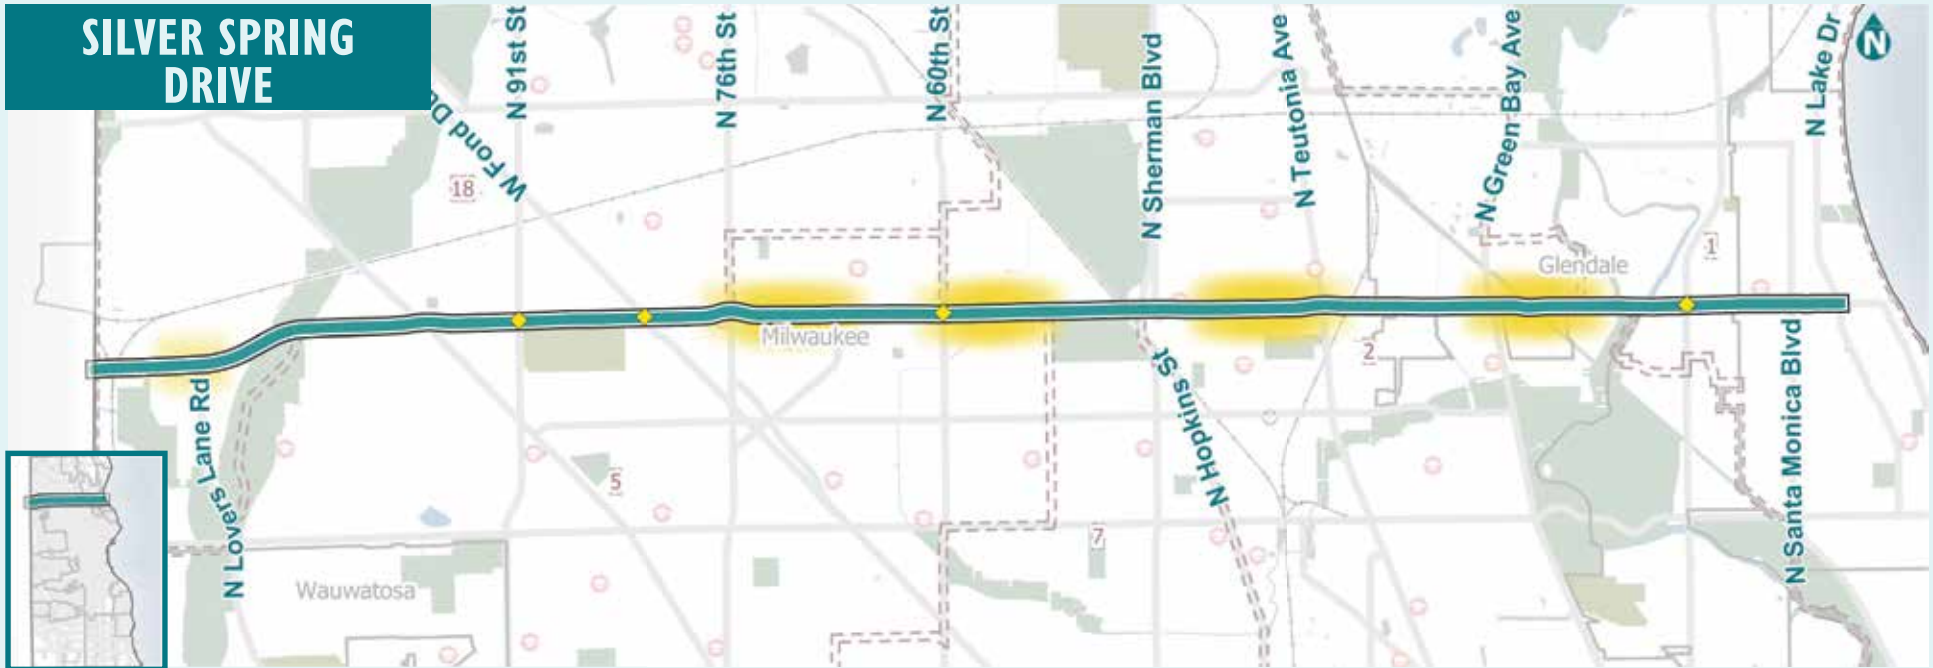 SILVER SPRING
DRIVE
N 91st St
N 76th St
N 60th St
N Sherman Blvd
N Teutonia Ave
N Green Bay Ave
N Lake Dr
N
W Fond Du
18
1
Glendale
Milwaukee
2
N Lovers Lane Rd
N Hopkins St
N Santa Monica Blvd
5
7
Wauwatosa